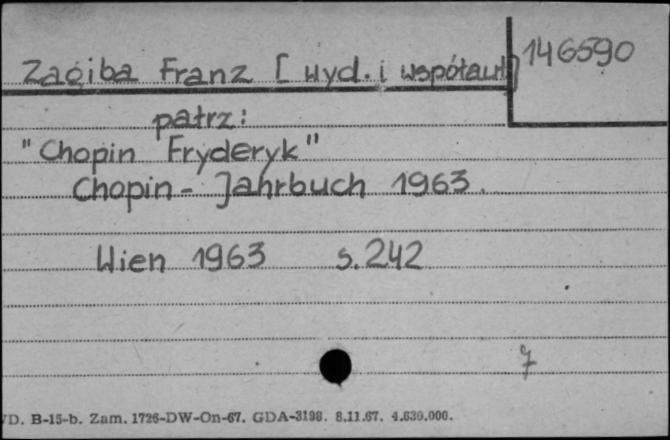 146590
Zagiba Franz [wyd. i współaut]
patrz:
"Chopin Fryderyk"
Chopin - Jahrbuch 1963.
Wien 1963 s. 242
7
D. B-15-b. Zam. 1726-DW-On-67. GDA-3198. 8.11.67. 4.630.000.